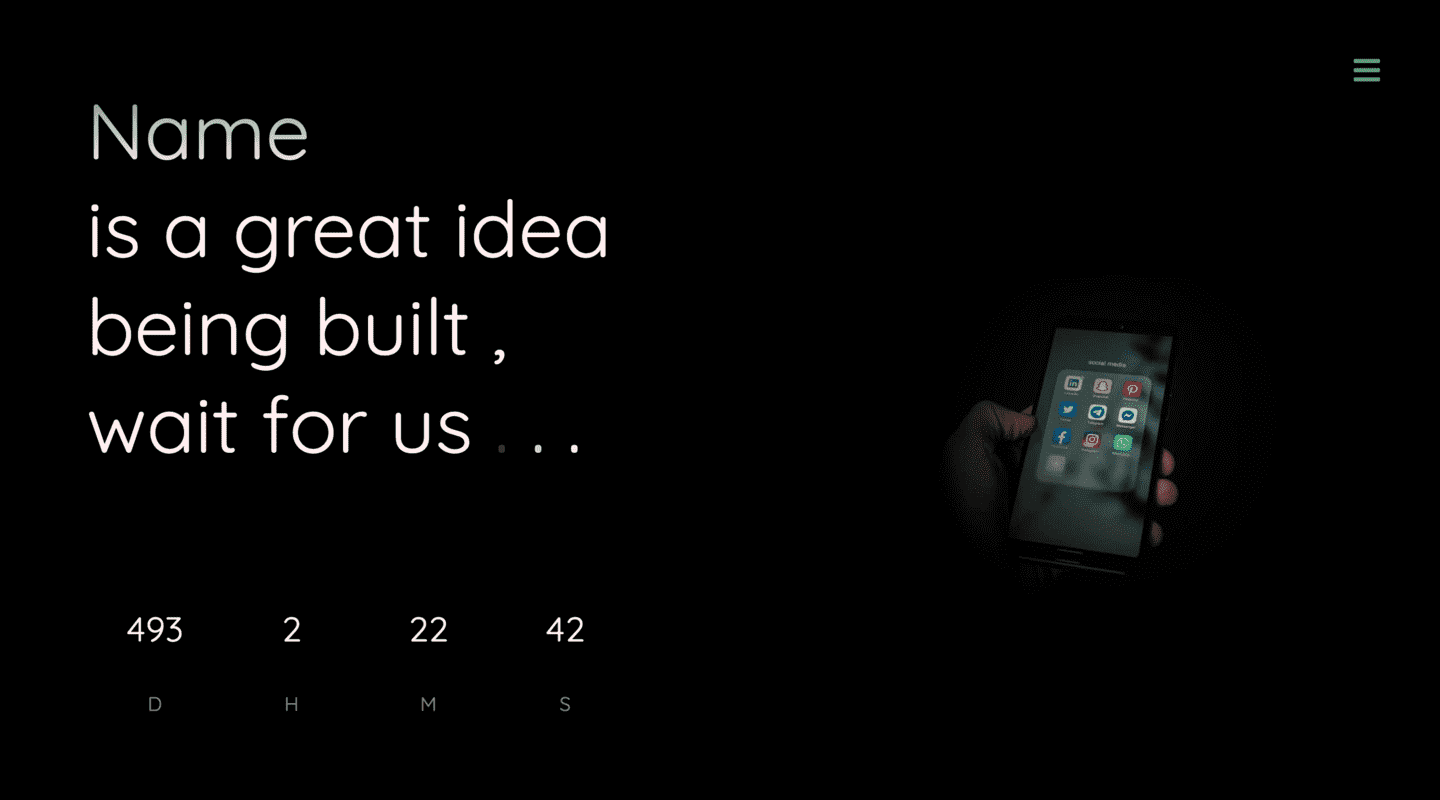 Name
is a great idea
being built ,
wait for us . . .
social media
493 2 22 42
D H M S